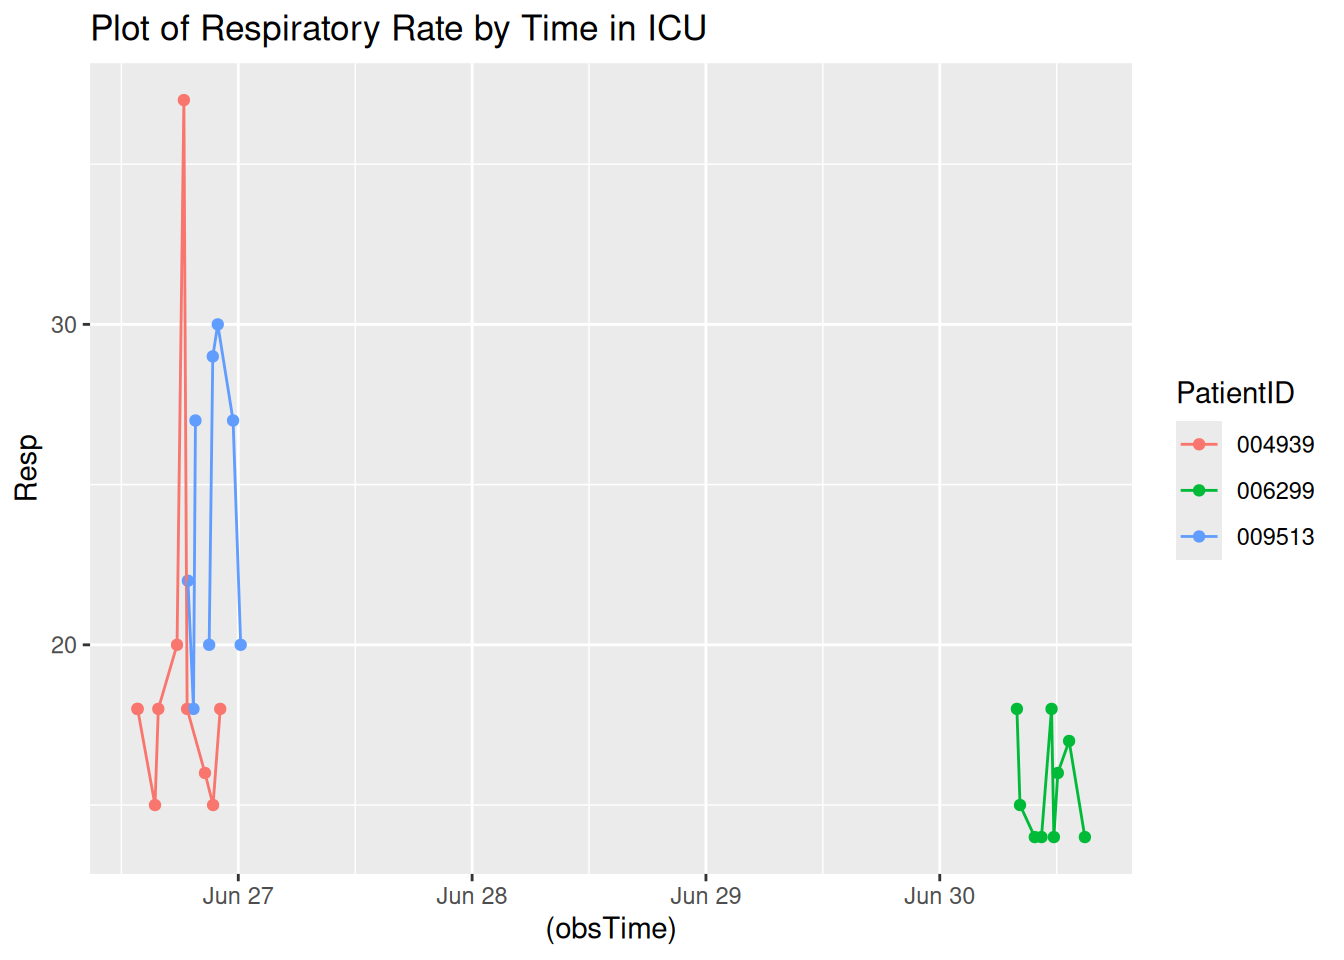 Plot of Respiratory Rate by Time in ICU
Resp
30
20
Jun 27
Jun 28
Jun 29
Jun 30
(obsTime)
PatientID
004939
006299
009513